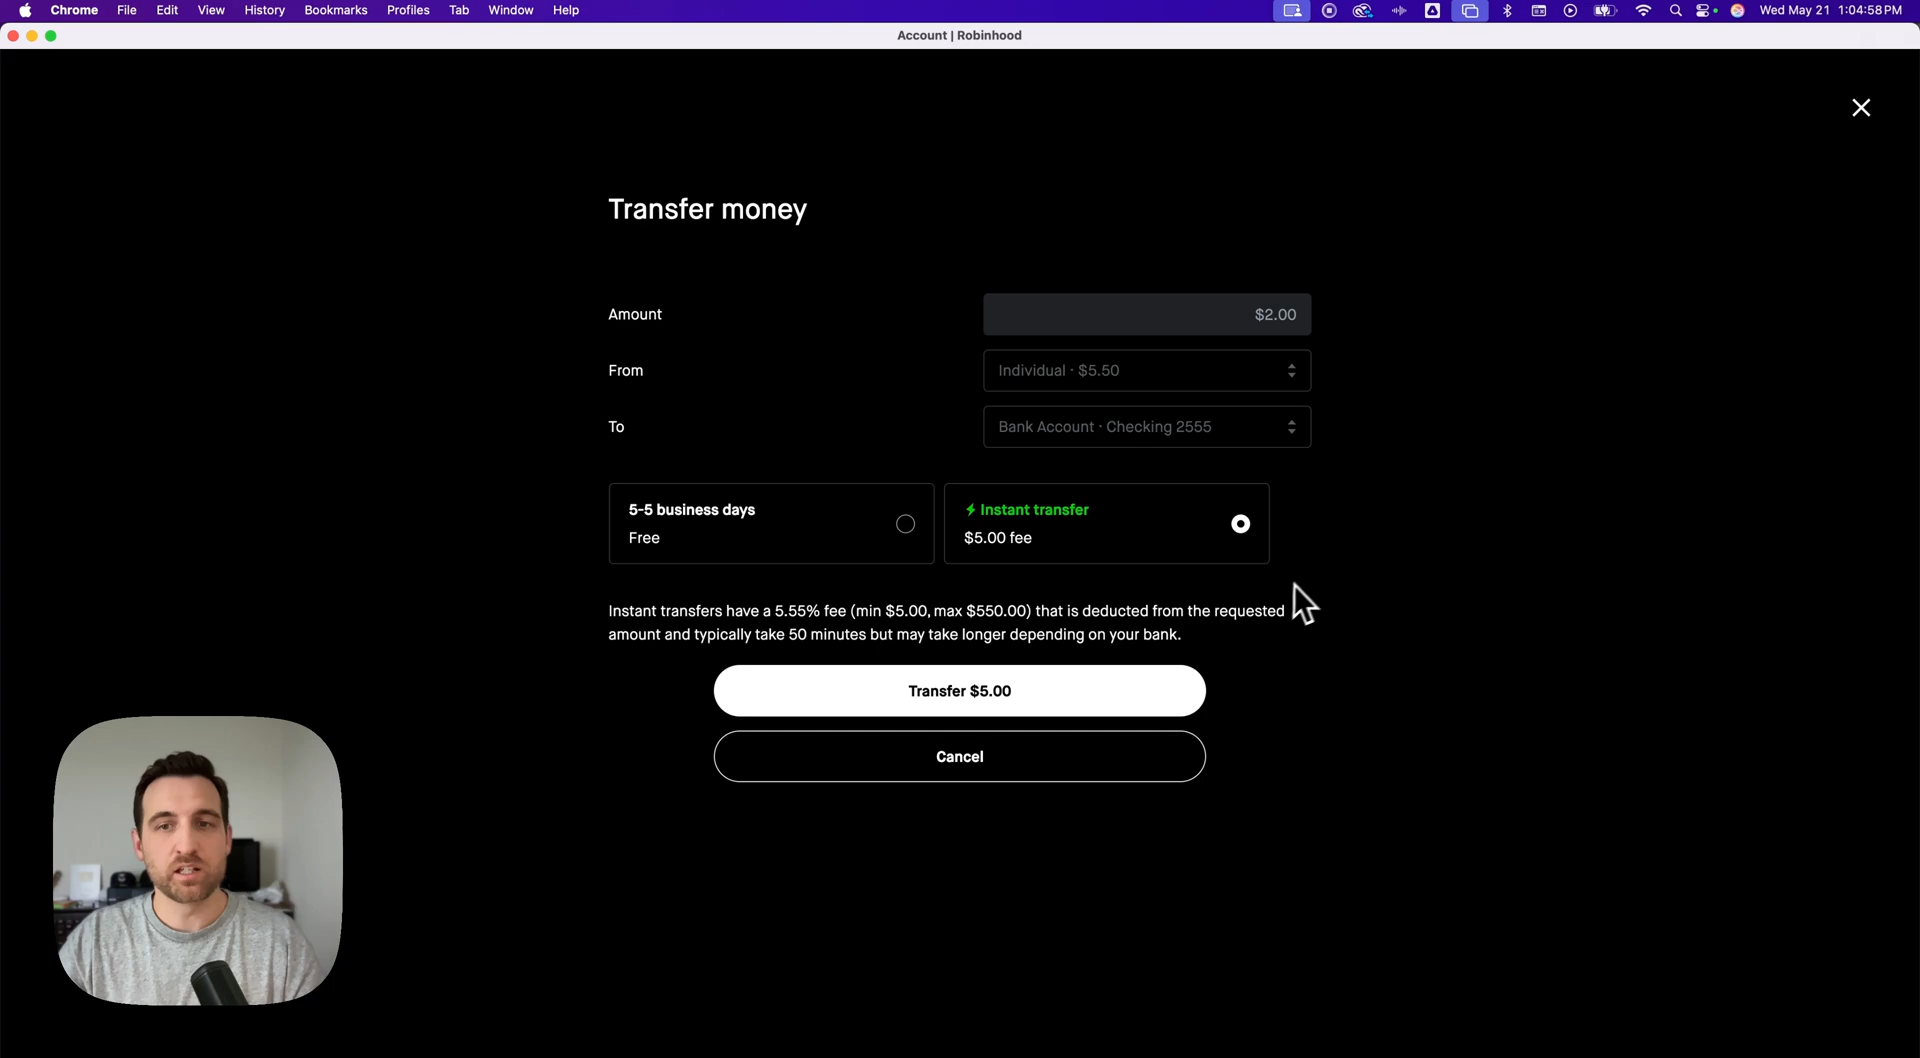 Chrome File Edit View History Bookmarks Profiles Tab Window Help Wed May 21 1:04:58 PM
Account | Robinhood
Transfer money
Amount $2.00
From Individual · $5.50
To Bank Account · Checking 2555
5-5 business days
Free
Instant transfer
$5.00 fee
Instant transfers have a 5.55% fee (min $5.00, max $550.00) that is deducted from the requested
amount and typically take 50 minutes but may take longer depending on your bank.
Transfer $5.00
Cancel